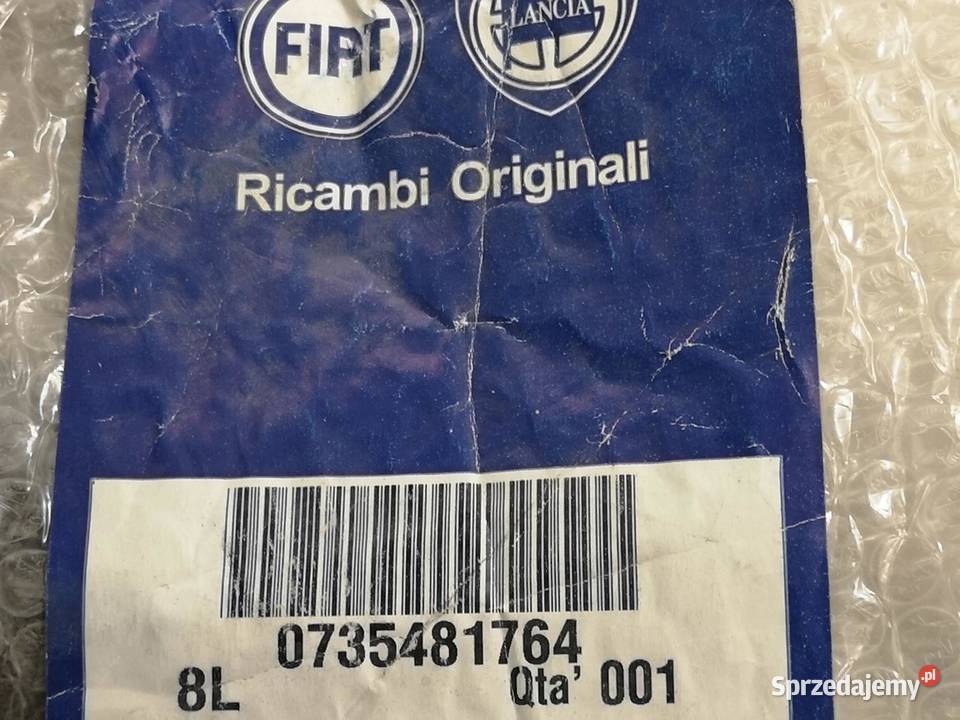 FIAT
LANCIA
Ricambi Originali
0735481764
8L Qta' 001
Sprzedajemy.pl